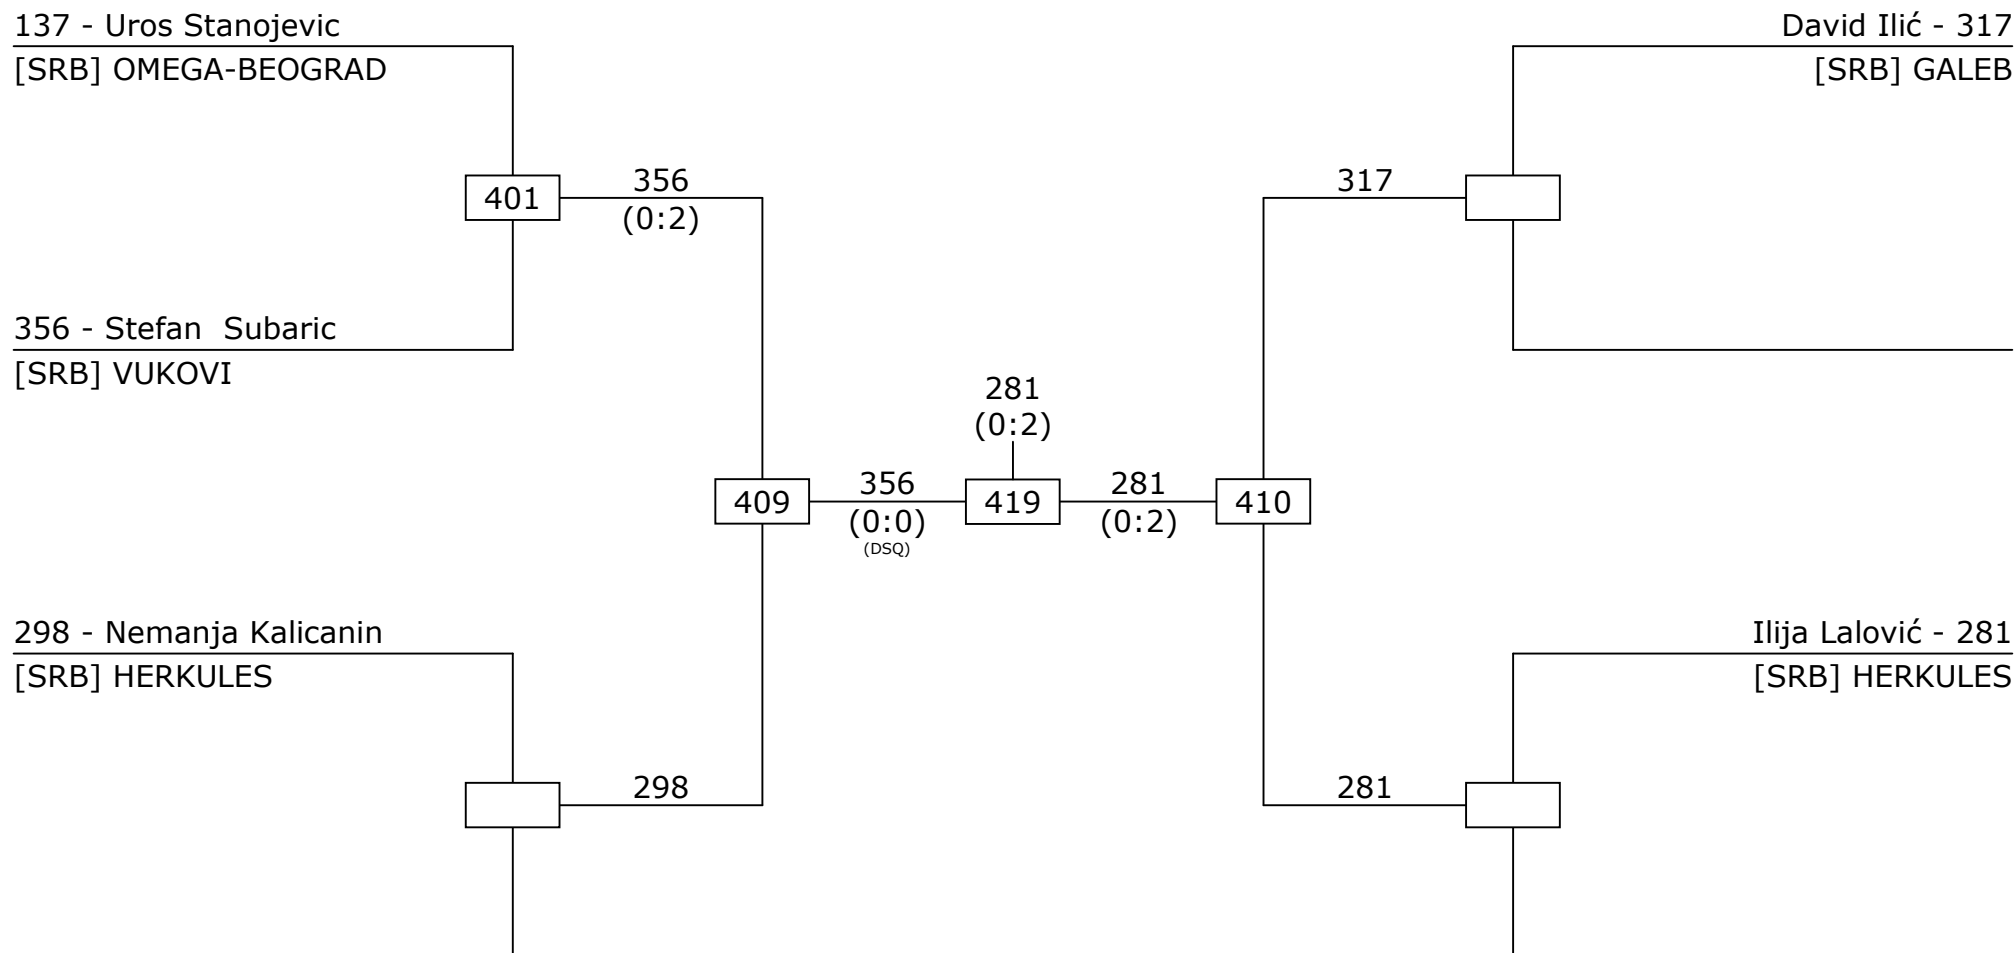 137 - Uros Stanojevic
[SRB] OMEGA-BEOGRAD
David Ilić - 317
[SRB] GALEB
401
356
(0:2)
317
356 - Stefan  Subaric
[SRB] VUKOVI
281
(0:2)
409
356
(0:0)
(DSQ)
419
281
(0:2)
410
298 - Nemanja Kalicanin
[SRB] HERKULES
Ilija Lalović - 281
[SRB] HERKULES
298
281